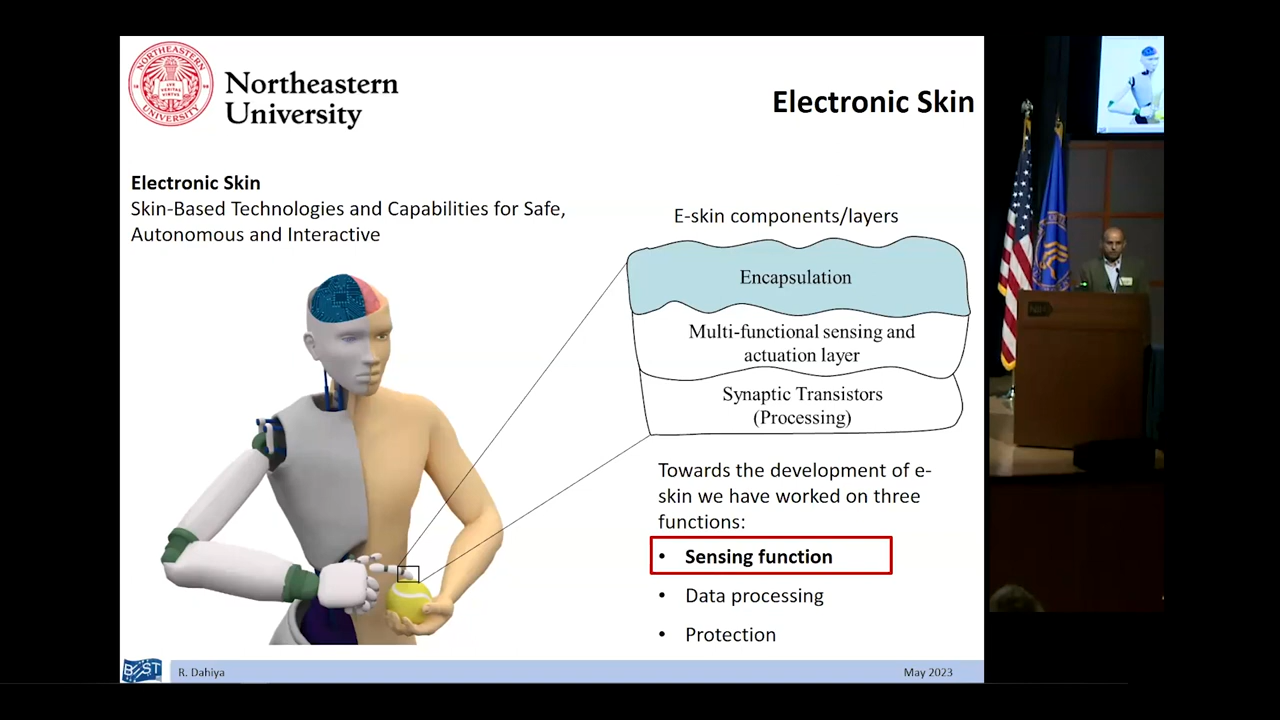 NORTHEASTERN
UNIVERSITY
Northeastern
University
Electronic Skin
Electronic Skin
Skin-Based Technologies and Capabilities for Safe,
Autonomous and Interactive
E-skin components/layers
Encapsulation
Multi-functional sensing and
actuation layer
Synaptic Transistors
(Processing)
Towards the development of e-
skin we have worked on three
functions:
• Sensing function
• Data processing
• Protection
R. Dahiya
May 2023